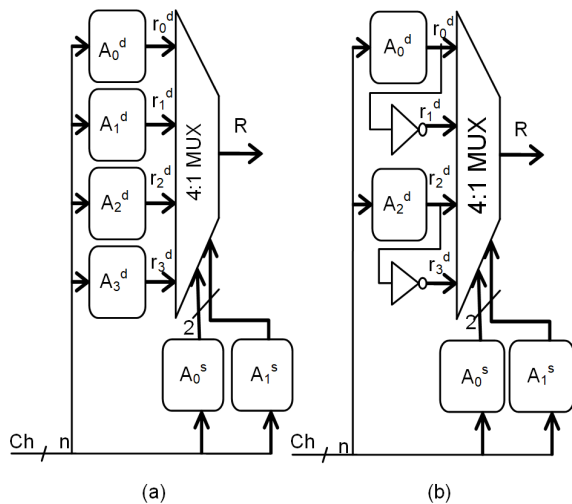 A₀ᵈ r₀ᵈ
A₁ᵈ r₁ᵈ
A₂ᵈ r₂ᵈ
A₃ᵈ r₃ᵈ
4:1 MUX
R
2
A₀ˢ A₁ˢ
Ch n
(a)
A₀ᵈ r₀ᵈ
r₁ᵈ
A₂ᵈ r₂ᵈ
r₃ᵈ
4:1 MUX
R
2
A₀ˢ A₁ˢ
Ch n
(b)